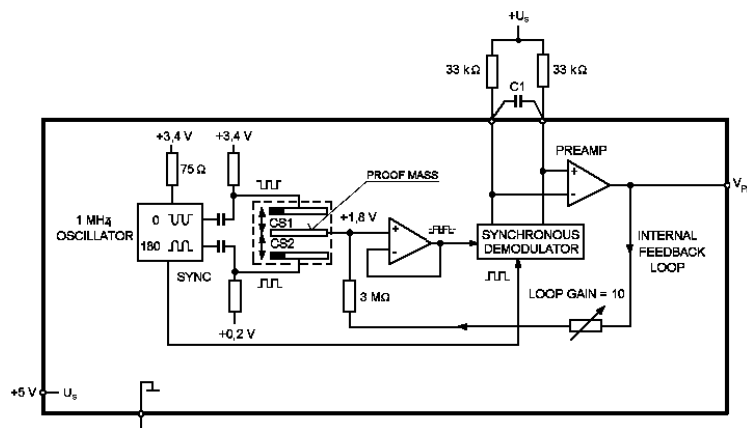 +Us
33 kΩ
33 kΩ
C1
+3,4 V
+3,4 V
75 Ω
PREAMP
PROOF MASS
1 MHz
OSCILLATOR
0
180
SYNC
CS1
CS2
+1,8 V
+
-
+
-
SYNCHRONOUS
DEMODULATOR
INTERNAL
FEEDBACK
LOOP
3 MΩ
LOOP GAIN = 10
+0,2 V
+5 V
Us